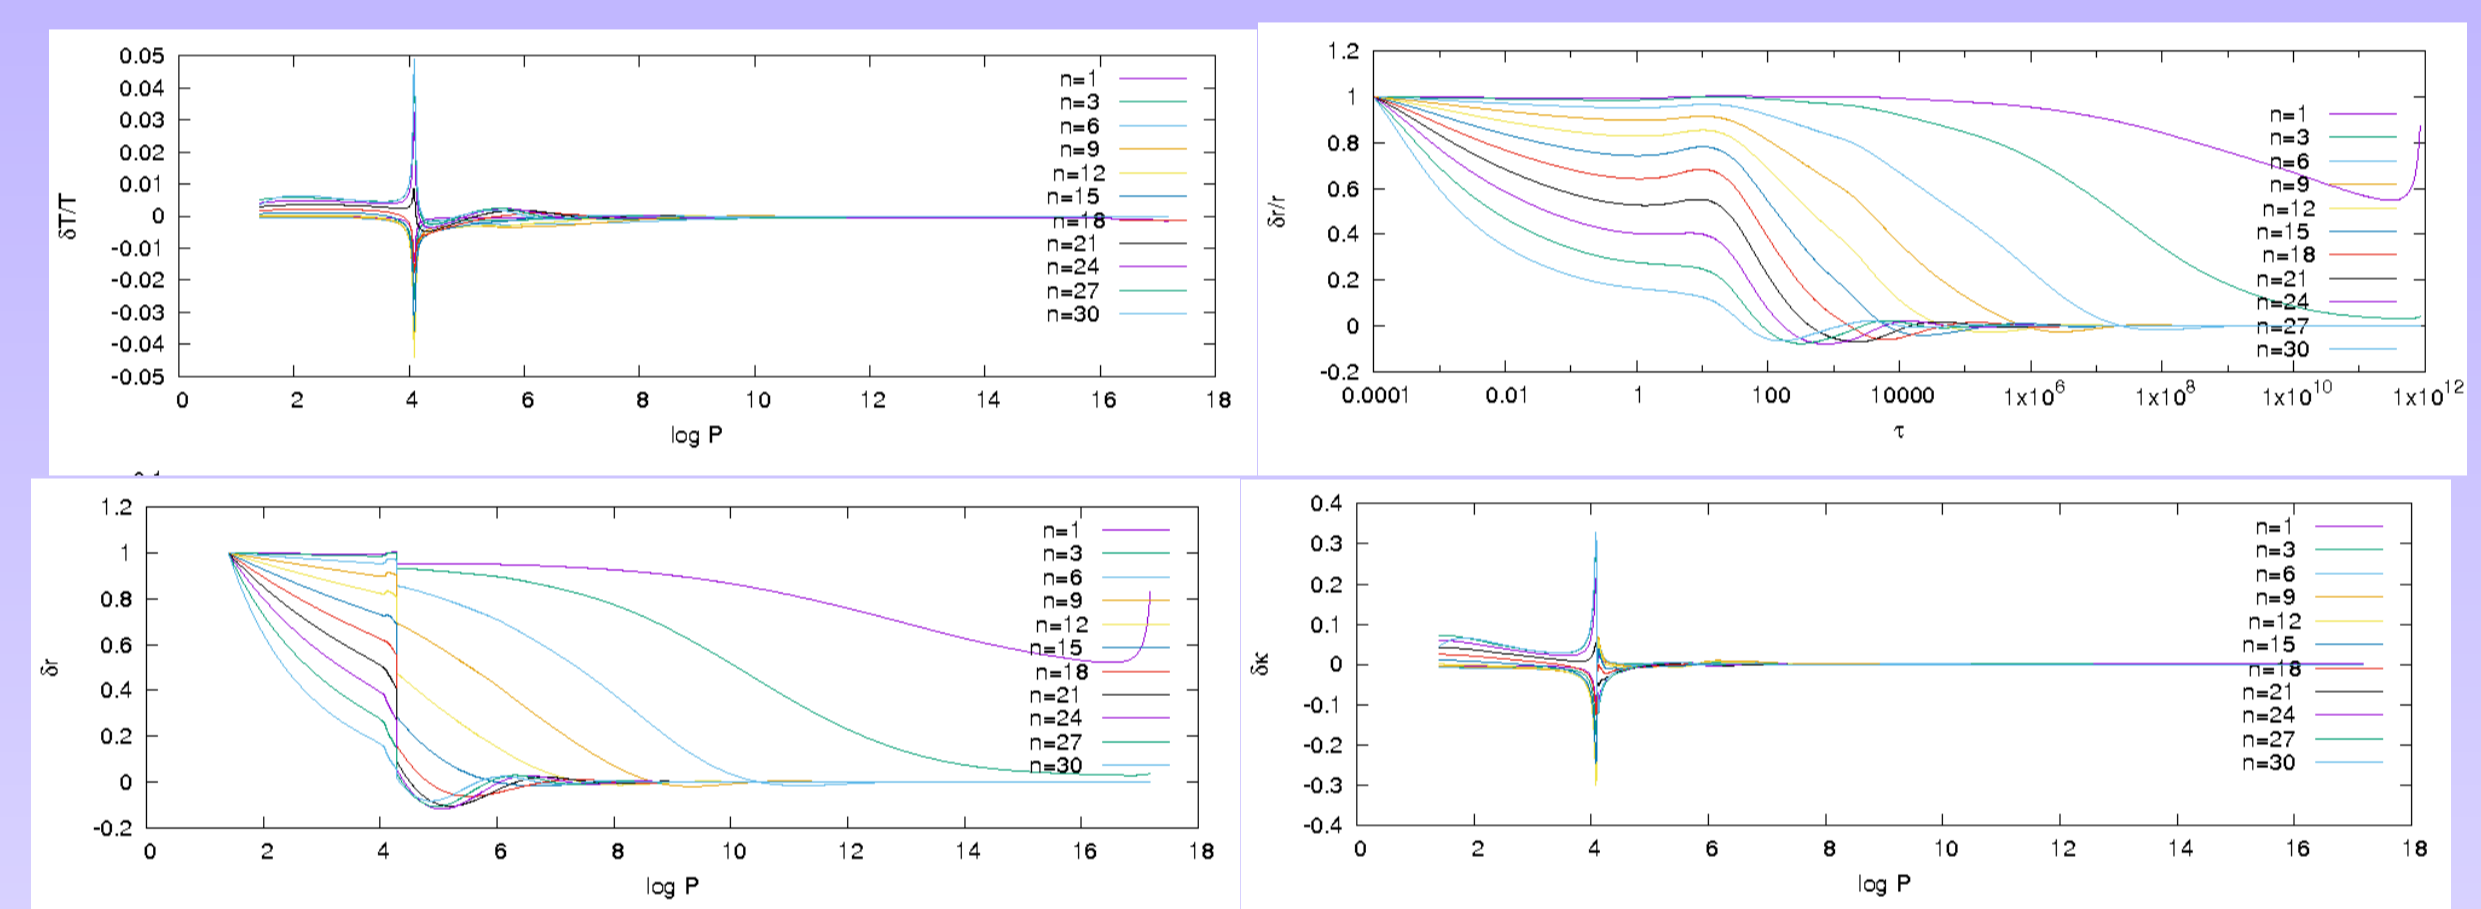 0.05
0.04
0.03
0.02
0.01
0
-0.01
-0.02
-0.03
-0.04
-0.05
δT/T
n=1
n=3
n=6
n=9
n=12
n=15
n=18
n=21
n=24
n=27
n=30
0 2 4 6 8 10 12 14 16 18
log P
1.2
1
0.8
0.6
0.4
0.2
0
-0.2
δr/r
n=1
n=3
n=6
n=9
n=12
n=15
n=18
n=21
n=24
n=27
n=30
0.0001 0.01 1 100 10000 1x10⁶ 1x10⁸ 1x10¹⁰ 1x10¹²
τ
1.2
1
0.8
0.6
0.4
0.2
0
-0.2
δr
n=1
n=3
n=6
n=9
n=12
n=15
n=18
n=21
n=24
n=27
n=30
0 2 4 6 8 10 12 14 16 18
log P
0.4
0.3
0.2
0.1
0
-0.1
-0.2
-0.3
-0.4
δκ
n=1
n=3
n=6
n=9
n=12
n=15
n=18
n=21
n=24
n=27
n=30
0 2 4 6 8 10 12 14 16 18
log P